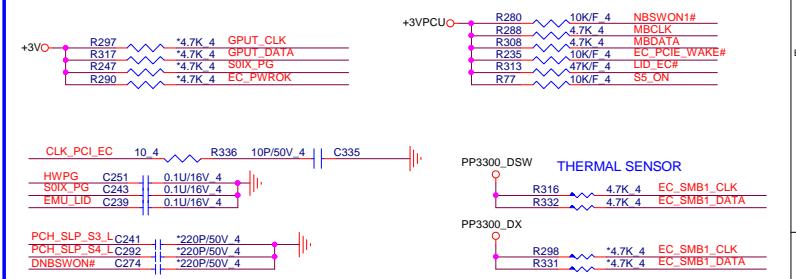 +3V
R297 *4.7K_4 GPUT_CLK
R317 *4.7K_4 GPUT_DATA
R247 *4.7K_4 S0IX_PG
R290 *4.7K_4 EC_PWROK
+3VPCU
R280 10K/F_4 NBSWON1#
R288 4.7K_4 MBCLK
R308 4.7K_4 MBDATA
R235 10K/F_4 EC_PCIE_WAKE#
R313 47K/F_4 LID_EC#
R77 10K/F_4 S5_ON
CLK_PCI_EC 10_4 R336 10P/50V_4 C335
HWPG C251 0.1U/16V_4
S0IX_PG C243 0.1U/16V_4
EMU_LID C239 0.1U/16V_4
PCH_SLP_S3_L C241 *220P/50V_4
PCH_SLP_S4_L C292 *220P/50V_4
DNBSWON# C274 *220P/50V_4
PP3300_DSW THERMAL SENSOR
R316 4.7K_4 EC_SMB1_CLK
R332 4.7K_4 EC_SMB1_DATA
PP3300_DX
R298 *4.7K_4 EC_SMB1_CLK
R331 *4.7K_4 EC_SMB1_DATA